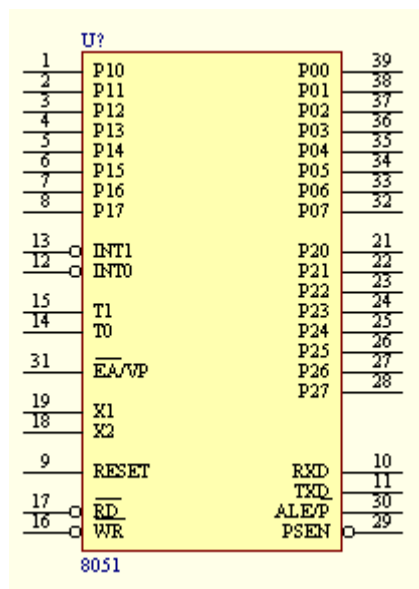 U?
1 P10 P00 39
2 P11 P01 38
3 P12 P02 37
4 P13 P03 36
5 P14 P04 35
6 P15 P05 34
7 P16 P06 33
8 P17 P07 32
13 INT1 P20 21
12 INT0 P21 22
P22 23
15 T1 P23 24
14 T0 P24 25
P25 26
31 EA/VP P26 27
P27 28
19 X1
18 X2
9 RESET RXD 10
TXD 11
17 RD ALE/P 30
16 WR PSEN 29
8051